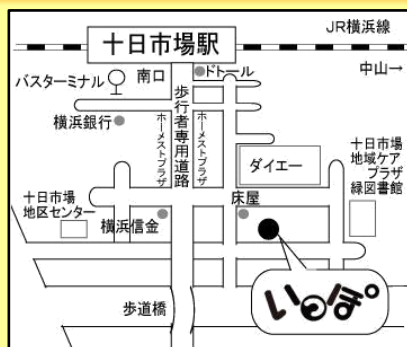 JR横浜線
十日市場駅
中山→
バスターミナル
南口
ドトール
歩行者専用道路
ホーメストプラザ
ホーメストプラザ
横浜銀行
ダイエー
十日市場
地域ケア
プラザ
緑図書館
十日市場
地区センター
横浜信金
床屋
歩道橋
いっぽ。